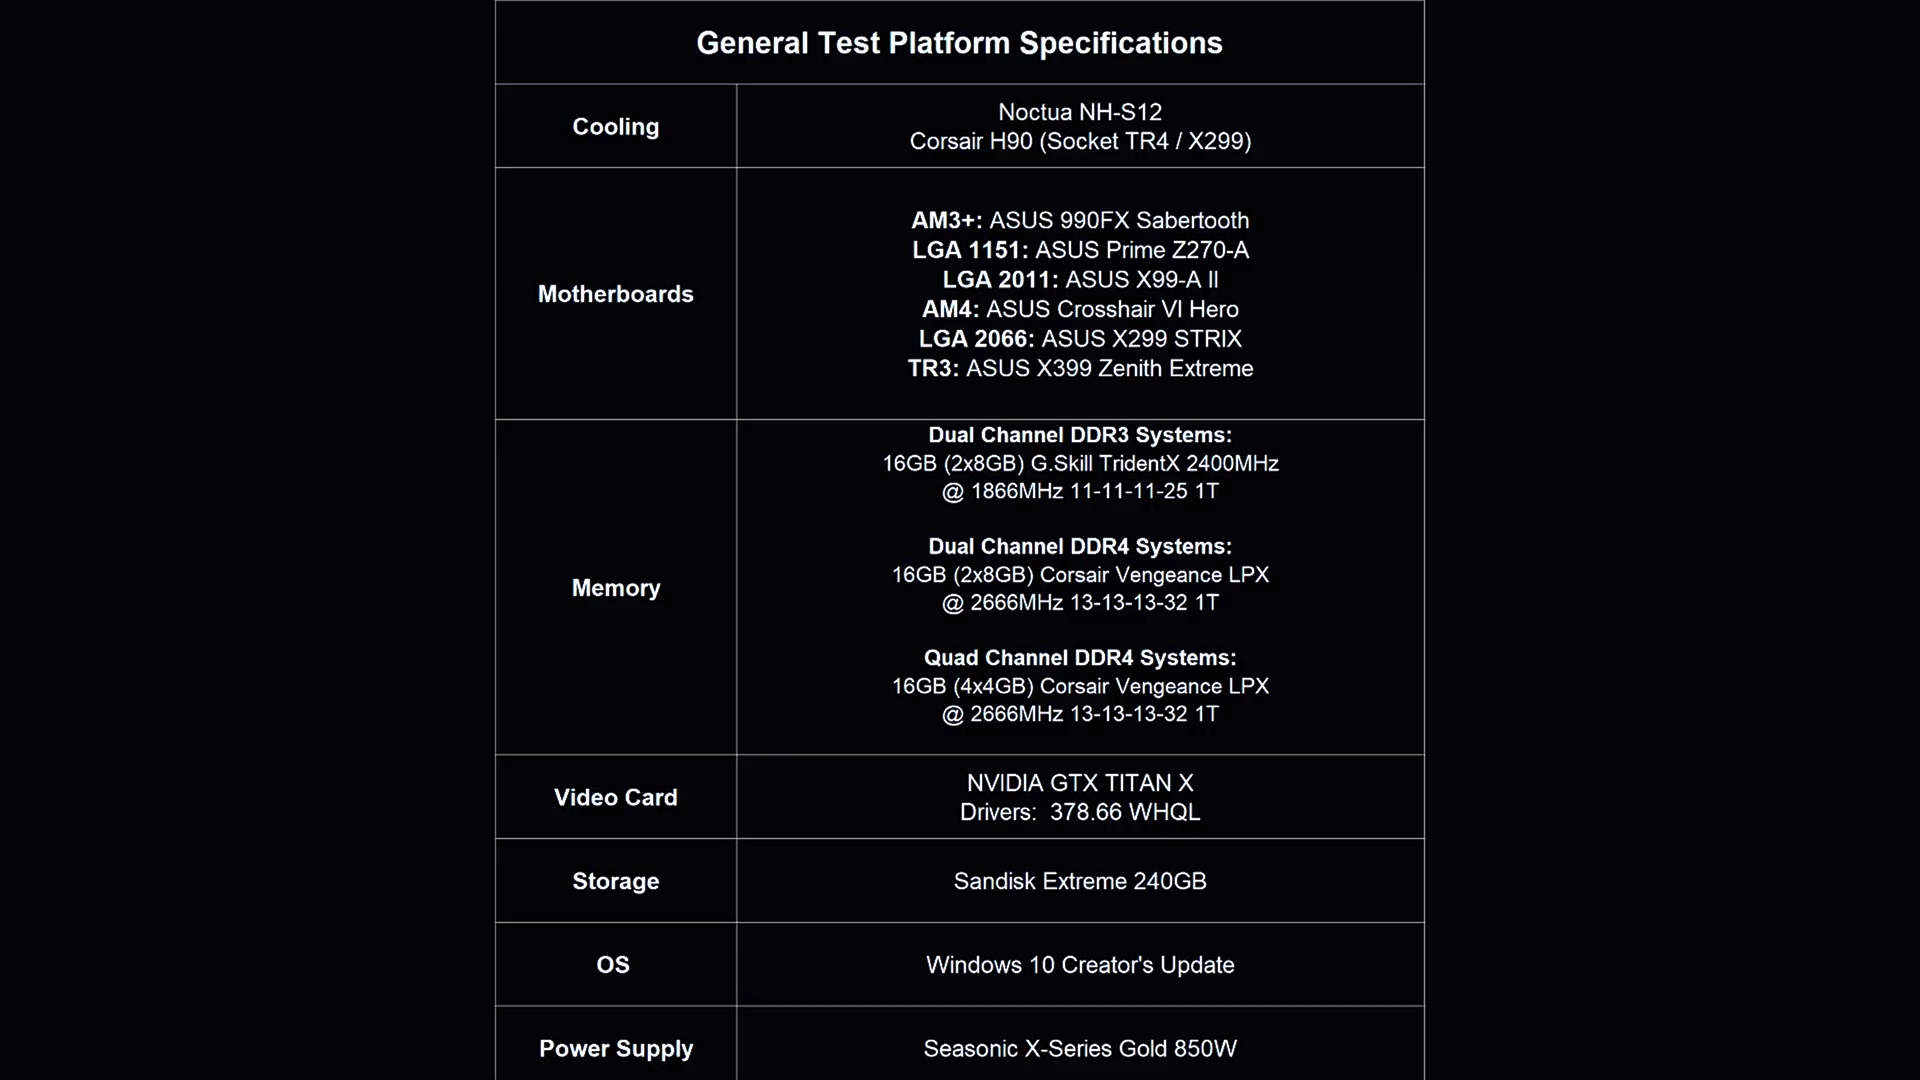 General Test Platform Specifications
Cooling
Noctua NH-S12
Corsair H90 (Socket TR4 / X299)
Motherboards
AM3+: ASUS 990FX Sabertooth
LGA 1151: ASUS Prime Z270-A
LGA 2011: ASUS X99-A II
AM4: ASUS Crosshair VI Hero
LGA 2066: ASUS X299 STRIX
TR3: ASUS X399 Zenith Extreme
Memory
Dual Channel DDR3 Systems:
16GB (2x8GB) G.Skill TridentX 2400MHz
@ 1866MHz 11-11-11-25 1T
Dual Channel DDR4 Systems:
16GB (2x8GB) Corsair Vengeance LPX
@ 2666MHz 13-13-13-32 1T
Quad Channel DDR4 Systems:
16GB (4x4GB) Corsair Vengeance LPX
@ 2666MHz 13-13-13-32 1T
Video Card
NVIDIA GTX TITAN X
Drivers:  378.66 WHQL
Storage
Sandisk Extreme 240GB
OS
Windows 10 Creator's Update
Power Supply
Seasonic X-Series Gold 850W